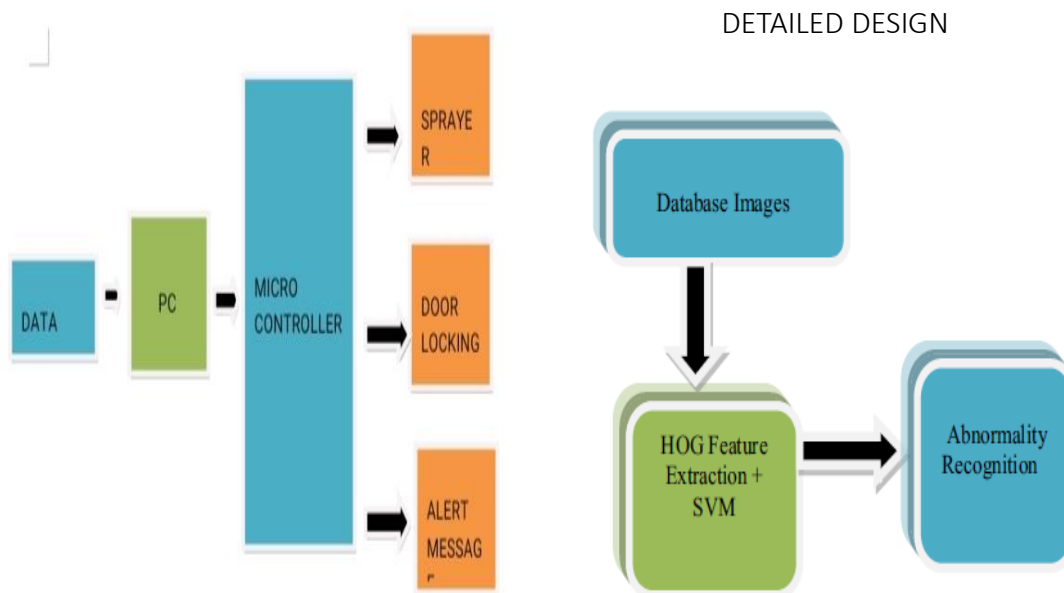 DETAILED DESIGN
DATA
PC
MICRO
CONTROLLER
SPRAYE
R
DOOR
LOCKING
ALERT
MESSAG
Database Images
HOG Feature
Extraction +
SVM
Abnormality
Recognition